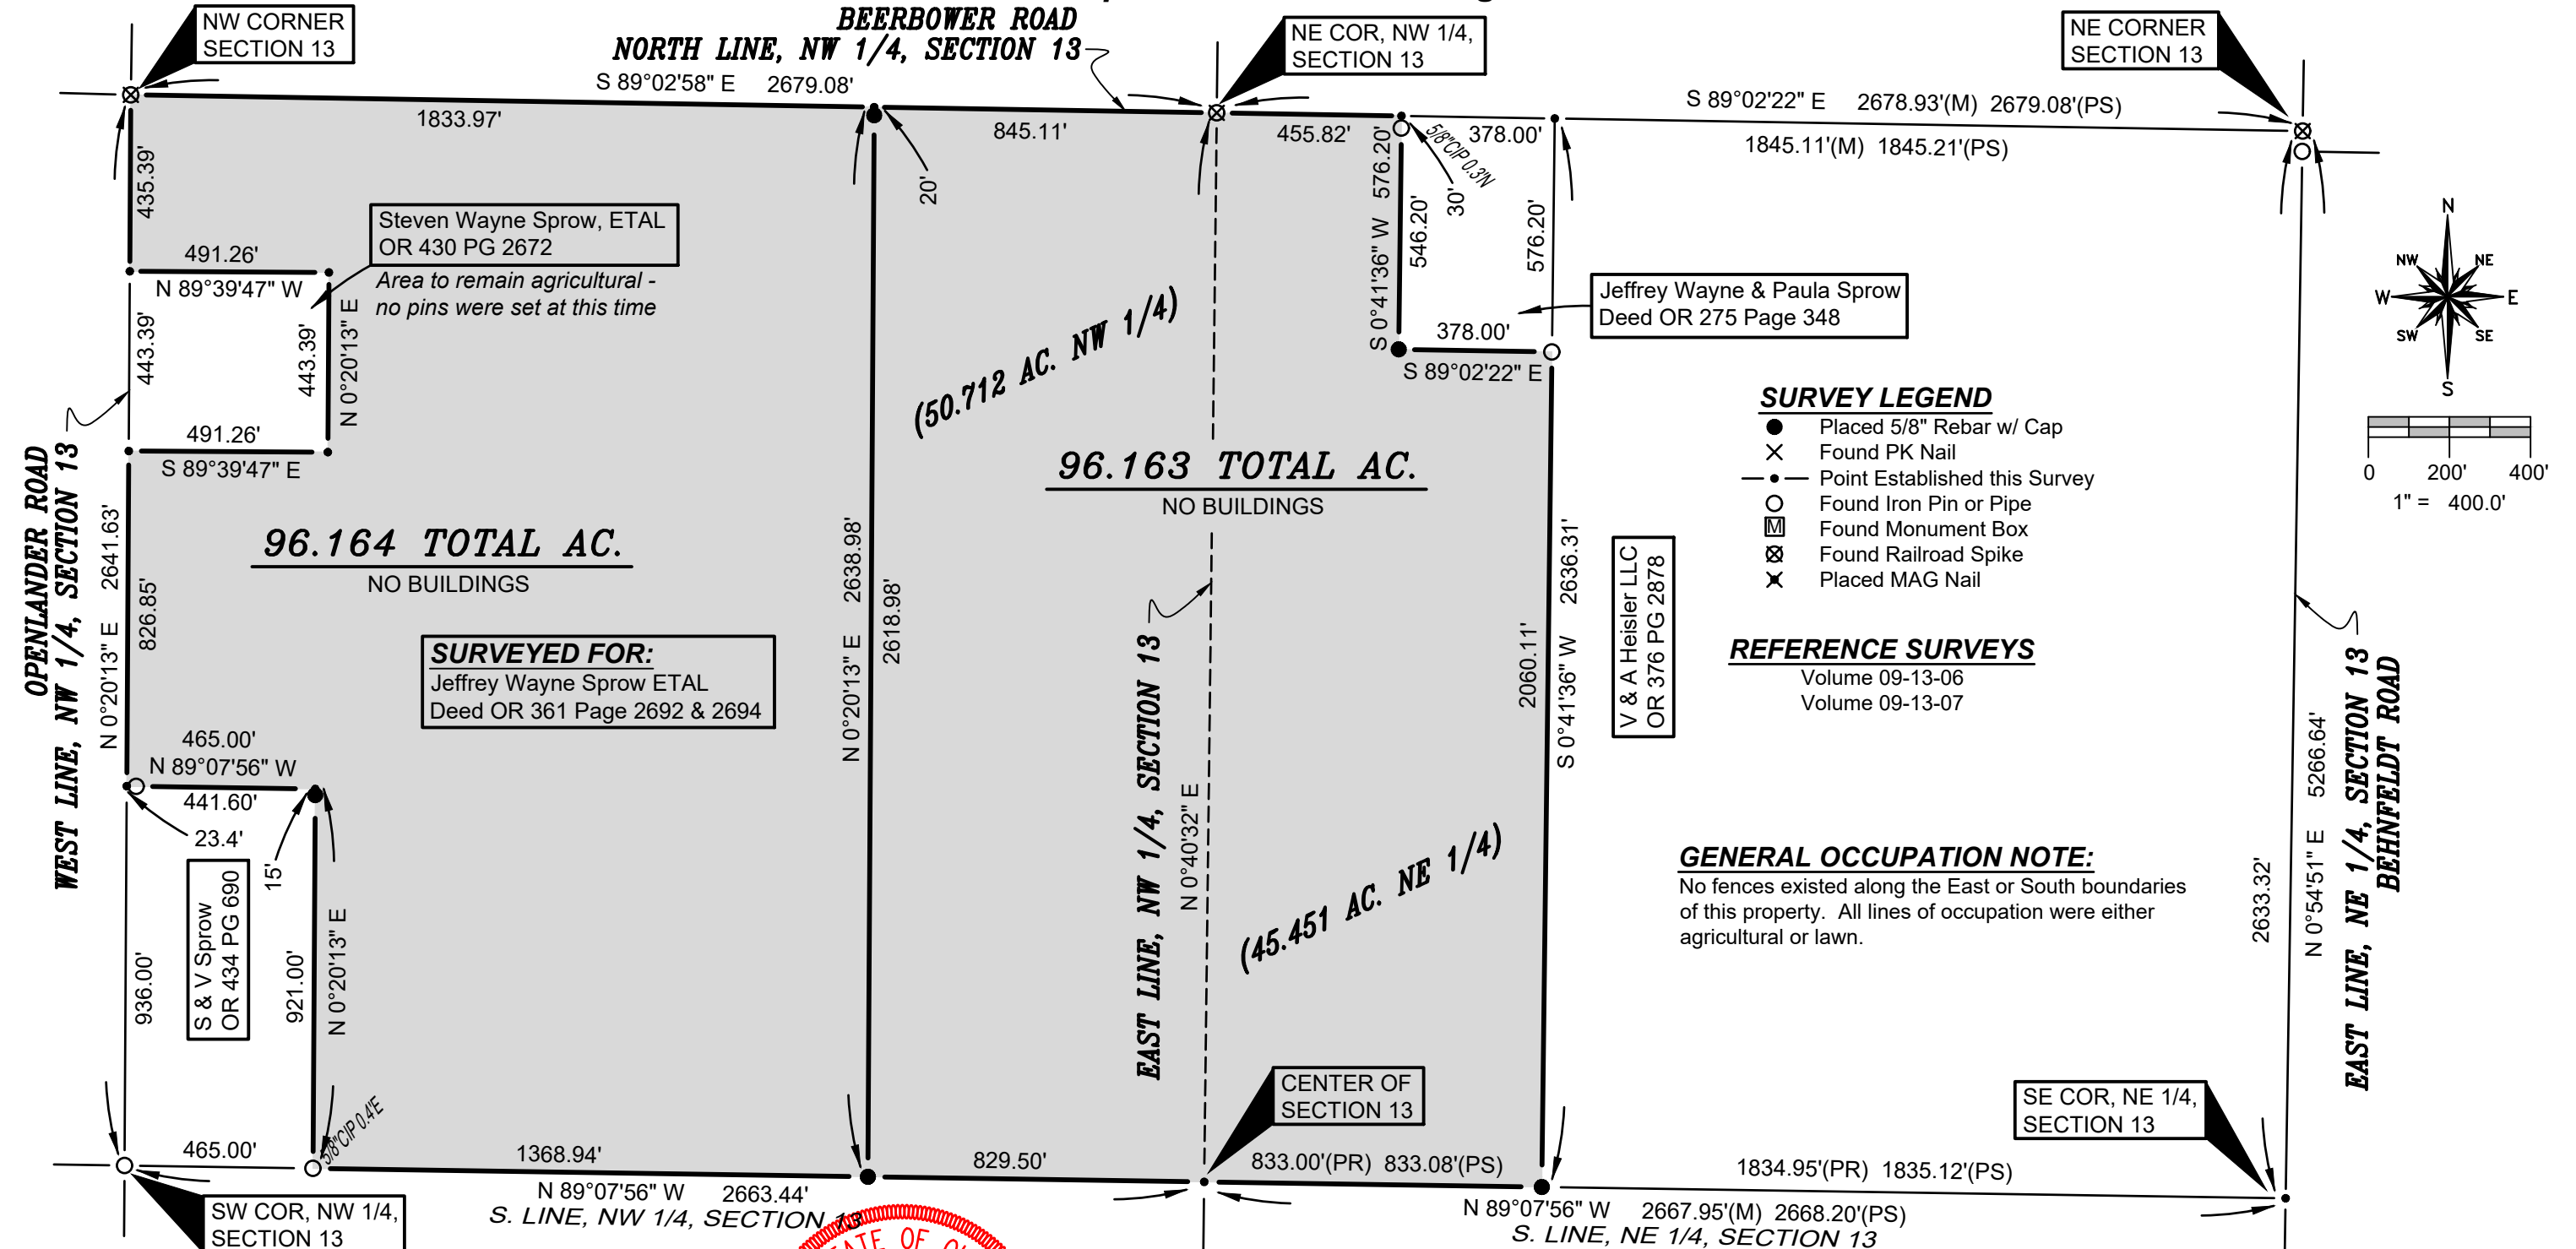 NW CORNER
SECTION 13
BEERBOWER ROAD
NORTH LINE, NW 1/4, SECTION 13
S 89°02'58" E 2679.08'
1833.97'
845.11'
20'
NE COR, NW 1/4,
SECTION 13
455.82'
5/8"CIP 0.3'N
30'
378.00'
S 89°02'22" E 2678.93'(M) 2679.08'(PS)
1845.11'(M) 1845.21'(PS)
NE CORNER
SECTION 13
435.39'
491.26'
N 89°39'47" W
443.39'
443.39'
N 0°20'13" E
491.26'
S 89°39'47" E
Steven Wayne Sprow, ETAL
OR 430 PG 2672
Area to remain agricultural -
no pins were set at this time
S 0°41'36" W 576.20'
546.20'
576.20'
378.00'
S 89°02'22" E
Jeffrey Wayne & Paula Sprow
Deed OR 275 Page 348
N
NE
E
SE
S
SW
W
NW
0 200' 400'
1" = 400.0'
(50.712 AC. NW 1/4)
96.163 TOTAL AC.
NO BUILDINGS
SURVEY LEGEND
Placed 5/8" Rebar w/ Cap
Found PK Nail
Point Established this Survey
Found Iron Pin or Pipe
M Found Monument Box
Found Railroad Spike
Placed MAG Nail
OPENLANDER ROAD
WEST LINE, NW 1/4, SECTION 13
N 0°20'13" E 2641.63'
826.85'
96.164 TOTAL AC.
NO BUILDINGS
SURVEYED FOR:
Jeffrey Wayne Sprow ETAL
Deed OR 361 Page 2692 & 2694
N 0°20'13" E 2638.98'
2618.98'
EAST LINE, NW 1/4, SECTION 13
N 0°40'32" E
2060.11'
S 0°41'36" W 2636.31'
V & A Heisler LLC
OR 376 PG 2878
REFERENCE SURVEYS
Volume 09-13-06
Volume 09-13-07
GENERAL OCCUPATION NOTE:
No fences existed along the East or South boundaries
of this property. All lines of occupation were either
agricultural or lawn.
(45.451 AC. NE 1/4)
2633.32'
N 0°54'51" E 5266.64'
EAST LINE, NE 1/4, SECTION 13
BEHNFELDT ROAD
465.00'
N 89°07'56" W
441.60'
23.4'
15'
S & V Sprow
OR 434 PG 690
936.00'
921.00'
N 0°20'13" E
5/8"CIP 0.4'E
465.00'
1368.94'
829.50'
CENTER OF
SECTION 13
833.00'(PR) 833.08'(PS)
1834.95'(PR) 1835.12'(PS)
SE COR, NE 1/4,
SECTION 13
SW COR, NW 1/4,
SECTION 13
N 89°07'56" W 2663.44'
S. LINE, NW 1/4, SECTION 13
N 89°07'56" W 2667.95'(M) 2668.20'(PS)
S. LINE, NE 1/4, SECTION 13
OF